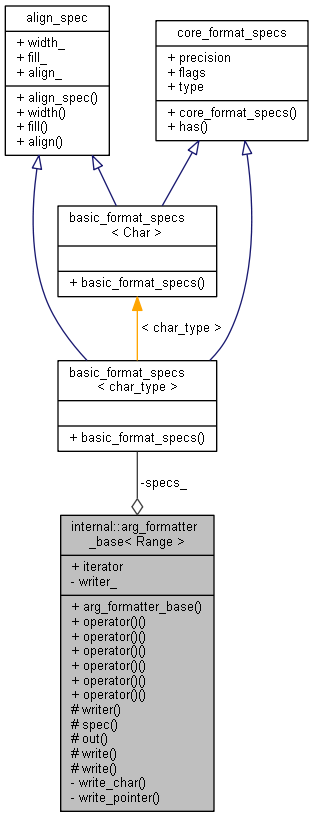 align_spec
+ width_
+ fill_
+ align_
+ align_spec()
+ width()
+ fill()
+ align()
core_format_specs
+ precision
+ flags
+ type
+ core_format_specs()
+ has()
basic_format_specs
< Char >
+ basic_format_specs()
< char_type >
basic_format_specs
< char_type >
+ basic_format_specs()
-specs_
internal::arg_formatter
_base< Range >
+ iterator
- writer_
+ arg_formatter_base()
+ operator()()
+ operator()()
+ operator()()
+ operator()()
+ operator()()
+ operator()()
# writer()
# spec()
# out()
# write()
# write()
- write_char()
- write_pointer()